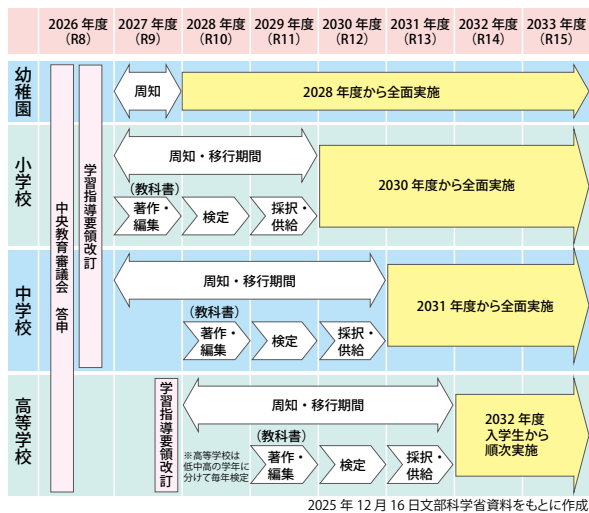 2026 年度
（R8）
2027 年度
（R9）
2028 年度
（R10）
2029 年度
（R11）
2030 年度
（R12）
2031 年度
（R13）
2032 年度
（R14）
2033 年度
（R15）
幼稚園
周知
2028 年度から全面実施
中央教育審議会　答申
学習指導要領改訂
小学校
周知・移行期間
2030 年度から全面実施
（教科書）
著作・
編集
検定
採択・
供給
中学校
周知・移行期間
2031 年度から全面実施
（教科書）
著作・
編集
検定
採択・
供給
高等学校
学習指導要領改訂
周知・移行期間
2032 年度
入学生から
順次実施
※高等学校は
低中高の学年に
分けて毎年検定
（教科書）
著作・
編集
検定
採択・
供給
2025 年 12 月 16 日文部科学省資料をもとに作成